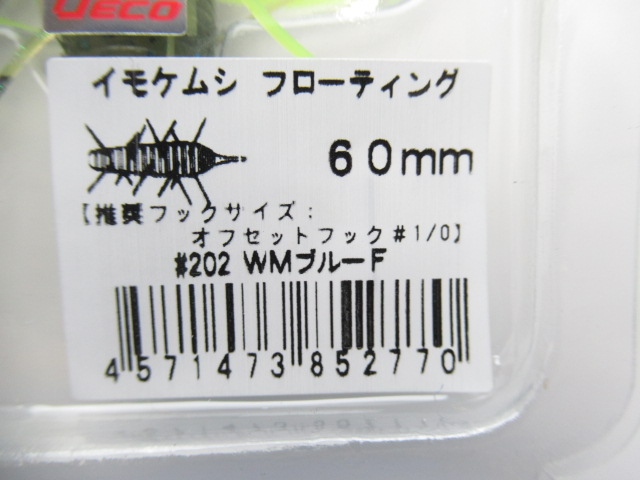 UECO
イモケムシ フローティング
60mm
【推奨フックサイズ:
オフセットフック#1/0】
#202 WMブルーF
4571473852770